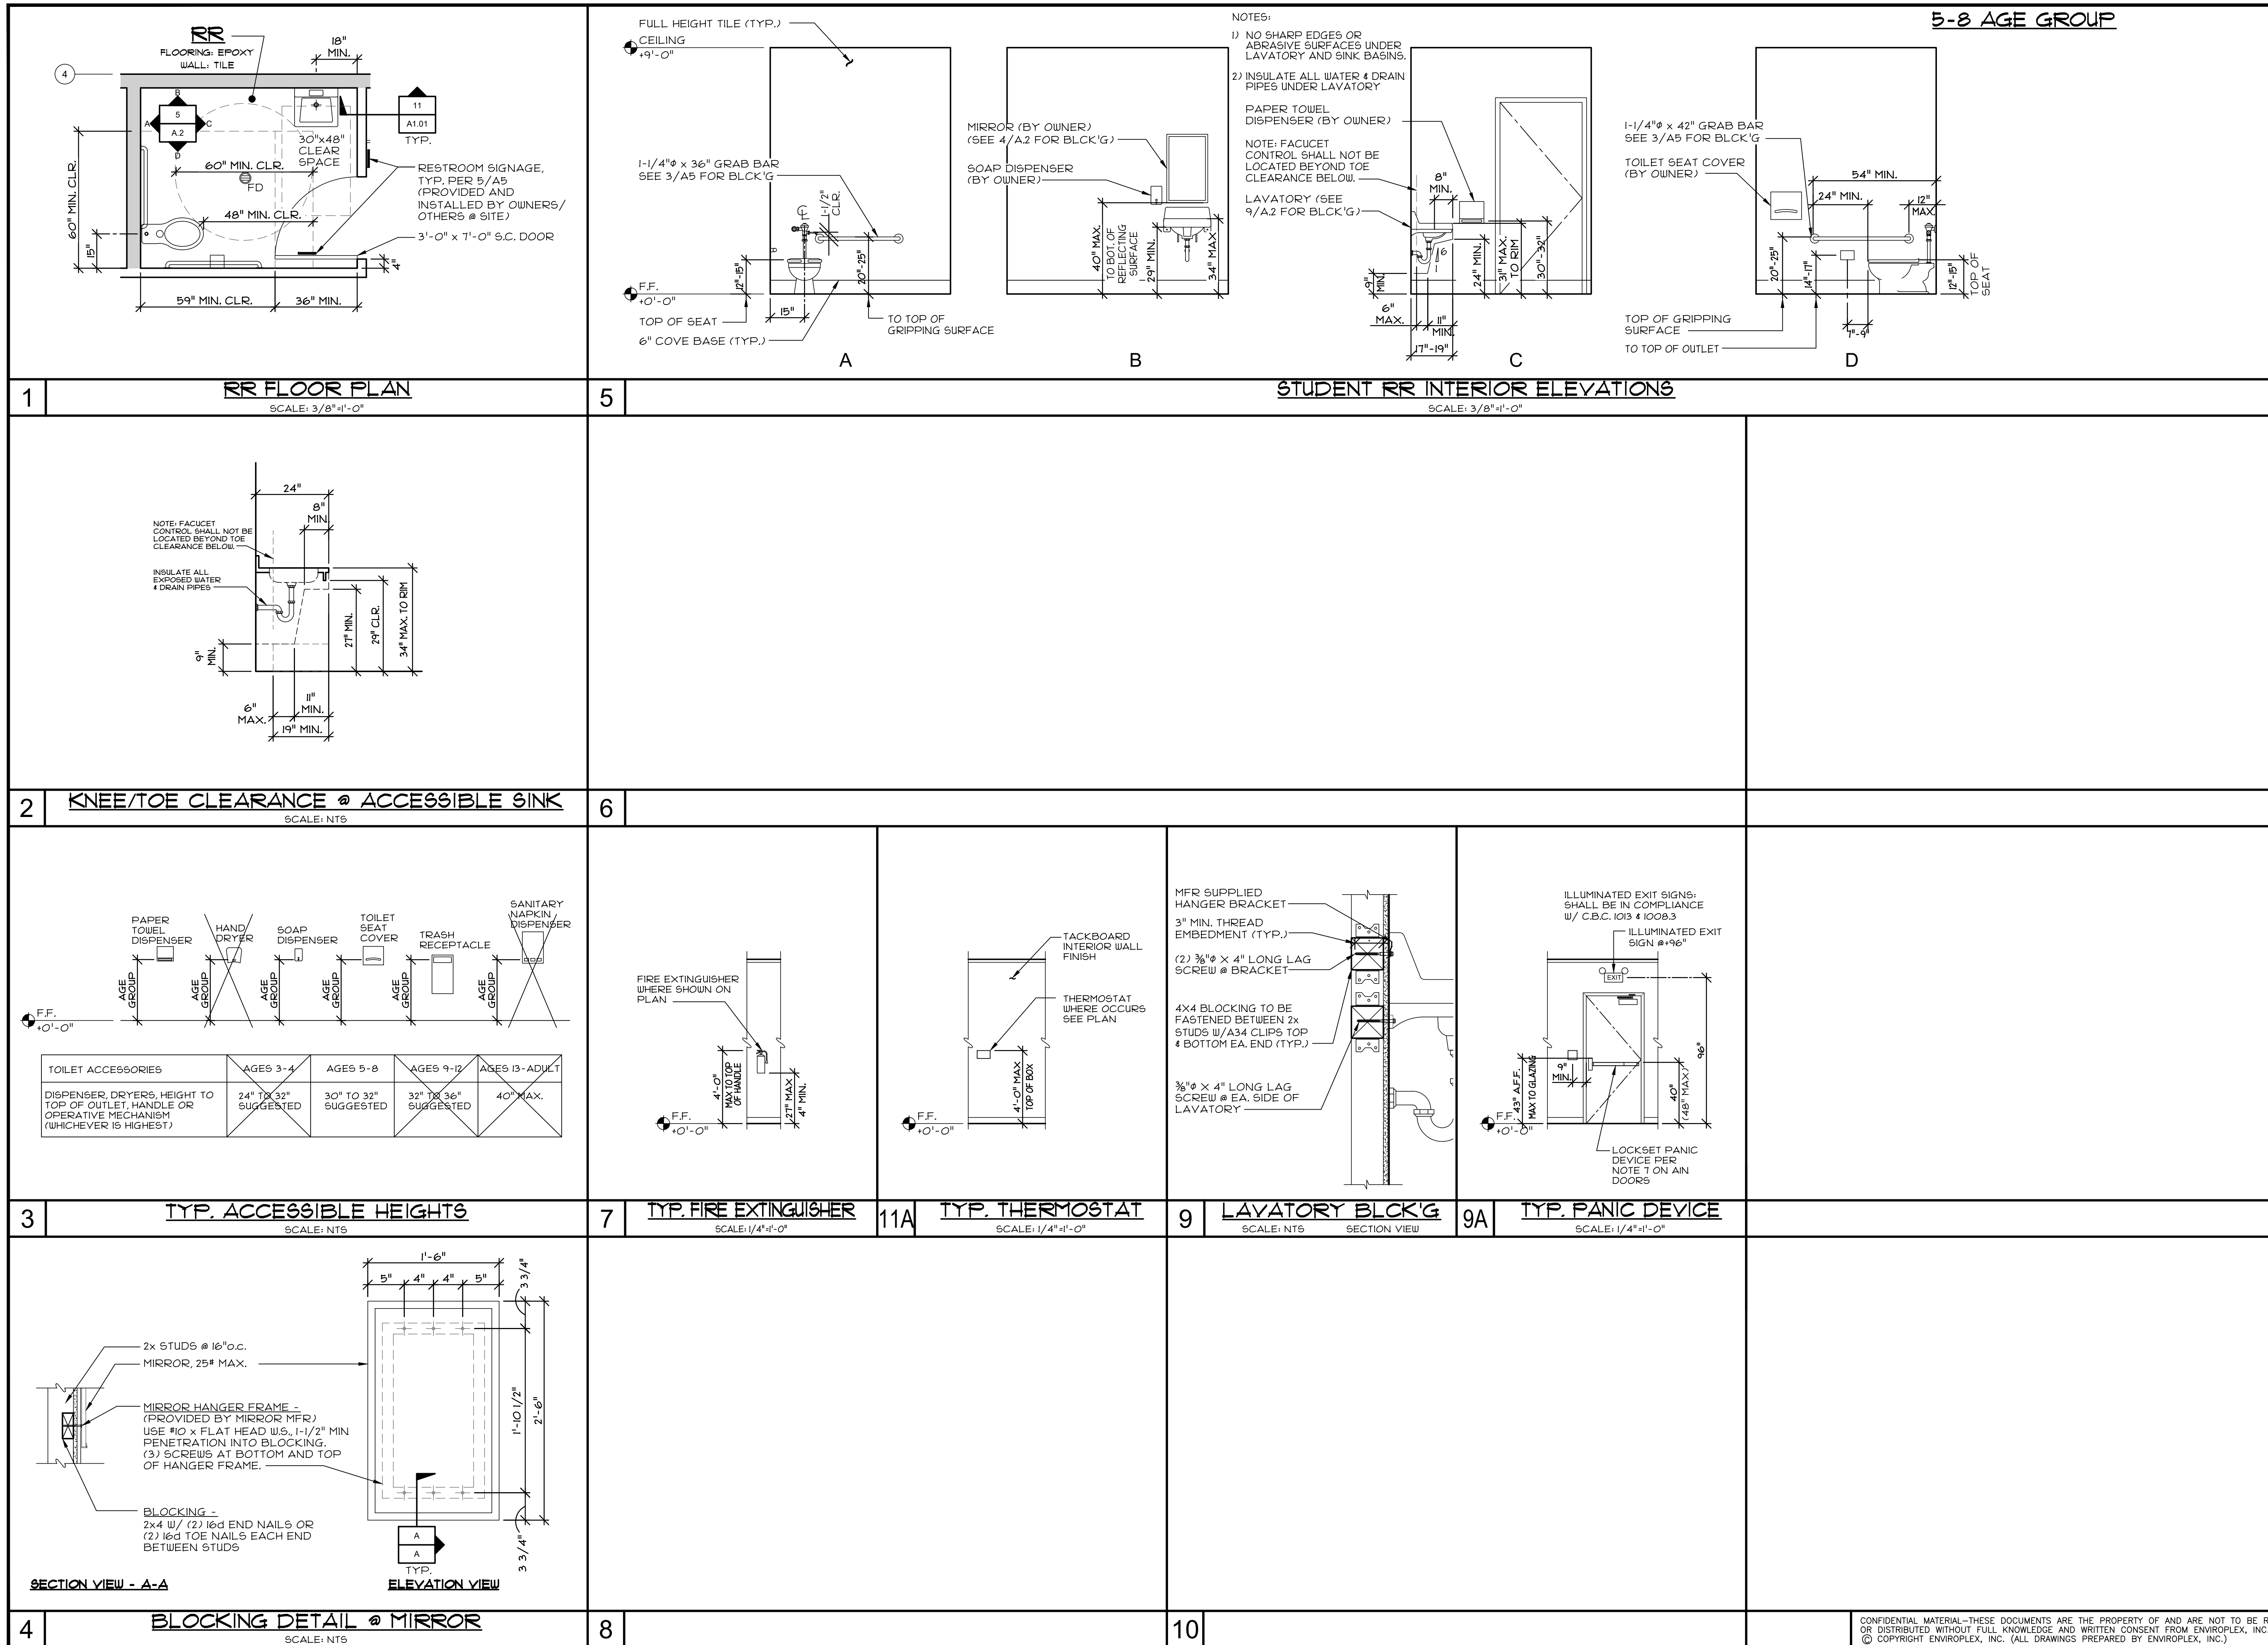 RR
FLOORING: EPOXY
WALL: TILE
18"
MIN.
4
B
5
A
C
A.2
D
11
A1.01
TYP.
30"x48"
CLEAR
SPACE
60" MIN. CLR.
FD
60" MIN. CLR.
48" MIN. CLR.
15"
RESTROOM SIGNAGE,
TYP. PER 5/A5
(PROVIDED AND
INSTALLED BY OWNERS/
OTHERS @ SITE)
3'-0" x 7'-0" S.C. DOOR
4"
59" MIN. CLR.
36" MIN.
1
RR FLOOR PLAN
SCALE: 3/8"=1'-0"
5-8 AGE GROUP
FULL HEIGHT TILE (TYP.)
CEILING
+9'-0"
1-1/4"ϕ x 36" GRAB BAR
SEE 3/A5 FOR BLCK'G
1-1/2"
CLR.
12"-15"
20"-25"
F.F.
+0'-0"
15"
TOP OF SEAT
6" COVE BASE (TYP.)
TO TOP OF
GRIPPING SURFACE
A
MIRROR (BY OWNER)
(SEE 4/A.2 FOR BLCK'G)
SOAP DISPENSER
(BY OWNER)
40" MAX.
TO BOT. OF
REFLECTING
SURFACE
29" MIN.
34" MAX
B
NOTES:
1) NO SHARP EDGES OR
ABRASIVE SURFACES UNDER
LAVATORY AND SINK BASINS.
2) INSULATE ALL WATER & DRAIN
PIPES UNDER LAVATORY
PAPER TOWEL
DISPENSER (BY OWNER)
NOTE: FACUCET
CONTROL SHALL NOT BE
LOCATED BEYOND TOE
CLEARANCE BELOW.
LAVATORY (SEE
9/A.2 FOR BLCK'G)
8"
MIN.
6
9"
MIN.
24" MIN.
31" MAX.
TO RIM
30"-32"
6"
MAX.
11"
MIN.
17"-19"
C
1-1/4"ϕ x 42" GRAB BAR
SEE 3/A5 FOR BLCK'G
TOILET SEAT COVER
(BY OWNER)
54" MIN.
24" MIN.
12"
MAX.
20"-25"
14"-17"
12"-15"
TOP OF
SEAT
TOP OF GRIPPING
SURFACE
TO TOP OF OUTLET
7"-9"
D
5
STUDENT RR INTERIOR ELEVATIONS
SCALE: 3/8"=1'-0"
24"
8"
MIN.
NOTE: FACUCET
CONTROL SHALL NOT BE
LOCATED BEYOND TOE
CLEARANCE BELOW.
INSULATE ALL
EXPOSED WATER
& DRAIN PIPES
9"
MIN.
27" MIN.
29" CLR.
34" MAX. TO RIM
6"
MAX.
11"
MIN.
19" MIN.
2
KNEE/TOE CLEARANCE @ ACCESSIBLE SINK
SCALE: NTS
6
PAPER
TOWEL
DISPENSER
HAND
DRYER
SOAP
DISPENSER
TOILET
SEAT
COVER
TRASH
RECEPTACLE
SANITARY
NAPKIN
DISPENSER
AGE
GROUP
AGE
GROUP
AGE
GROUP
AGE
GROUP
AGE
GROUP
AGE
GROUP
F.F.
+0'-0"
TOILET ACCESSORIES
AGES 3-4
AGES 5-8
AGES 9-12
AGES 13-ADULT
DISPENSER, DRYERS, HEIGHT TO
TOP OF OUTLET, HANDLE OR
OPERATIVE MECHANISM
(WHICHEVER IS HIGHEST)
24" TO 32"
SUGGESTED
30" TO 32"
SUGGESTED
32" TO 36"
SUGGESTED
40" MAX.
3
TYP. ACCESSIBLE HEIGHTS
SCALE: NTS
FIRE EXTINGUISHER
WHERE SHOWN ON
PLAN
4'-0"
MAX TO TOP
OF HANDLE
27" MAX
4" MIN.
F.F.
+0'-0"
7
TYP. FIRE EXTINGUISHER
SCALE: 1/4"=1'-0"
TACKBOARD
INTERIOR WALL
FINISH
THERMOSTAT
WHERE OCCURS
SEE PLAN
4'-0" MAX
TOP OF BOX
F.F.
+0'-0"
11A
TYP. THERMOSTAT
SCALE: 1/4"=1'-0"
MFR SUPPLIED
HANGER BRACKET
3" MIN. THREAD
EMBEDMENT (TYP.)
(2) ⅜"ϕ X 4" LONG LAG
SCREW @ BRACKET
4X4 BLOCKING TO BE
FASTENED BETWEEN 2x
STUDS W/A34 CLIPS TOP
& BOTTOM EA. END (TYP.)
⅜"ϕ X 4" LONG LAG
SCREW @ EA. SIDE OF
LAVATORY
9
LAVATORY BLCK'G
SCALE: NTS SECTION VIEW
ILLUMINATED EXIT SIGNS:
SHALL BE IN COMPLIANCE
W/ C.B.C. 1013 & 1008.3
ILLUMINATED EXIT
SIGN @+96"
EXIT
43" A.F.F.
MAX TO GLAZING
9"
MIN.
40"
(48" MAX)
96"
F.F.
+0'-0"
LOCKSET PANIC
DEVICE PER
NOTE 7 ON AIN
DOORS
9A
TYP. PANIC DEVICE
SCALE: 1/4"=1'-0"
1'-6"
5"
4"
4"
5"
3 3/4"
1'-10 1/2"
2'-6"
3 3/4"
2x STUDS @ 16"o.c.
MIRROR, 25# MAX.
MIRROR HANGER FRAME -
(PROVIDED BY MIRROR MFR)
USE #10 x FLAT HEAD W.S., 1-1/2" MIN
PENETRATION INTO BLOCKING.
(3) SCREWS AT BOTTOM AND TOP
OF HANGER FRAME.
BLOCKING -
2x4 W/ (2) 16d END NAILS OR
(2) 16d TOE NAILS EACH END
BETWEEN STUDS
A
A
TYP.
SECTION VIEW - A-A
ELEVATION VIEW
4
BLOCKING DETAIL @ MIRROR
SCALE: NTS
8
10
CONFIDENTIAL MATERIAL–THESE DOCUMENTS ARE THE PROPERTY OF AND ARE NOT TO BE R
OR DISTRIBUTED WITHOUT FULL KNOWLEDGE AND WRITTEN CONSENT FROM ENVIROPLEX, INC
© COPYRIGHT ENVIROPLEX, INC. (ALL DRAWINGS PREPARED BY ENVIROPLEX, INC.)